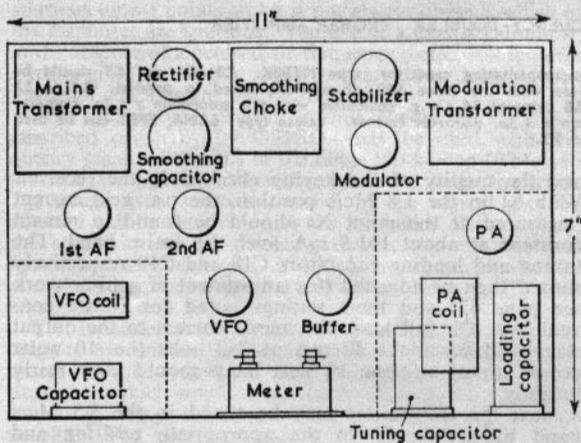 11"
Mains
Transformer
Rectifier
Smoothing
Capacitor
Smoothing
Choke
Stabilizer
Modulation
Transformer
Modulator
7"
1st AF
2nd AF
PA
VFO coil
VFO
Buffer
PA
coil
Loading
capacitor
VFO
Capacitor
Meter
Tuning capacitor